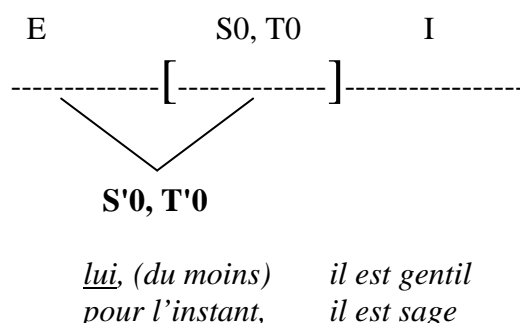 E S0, T0 I
---------------[---------------]------------------
S'0, T'0
lui, (du moins) il est gentil
pour l'instant, il est sage